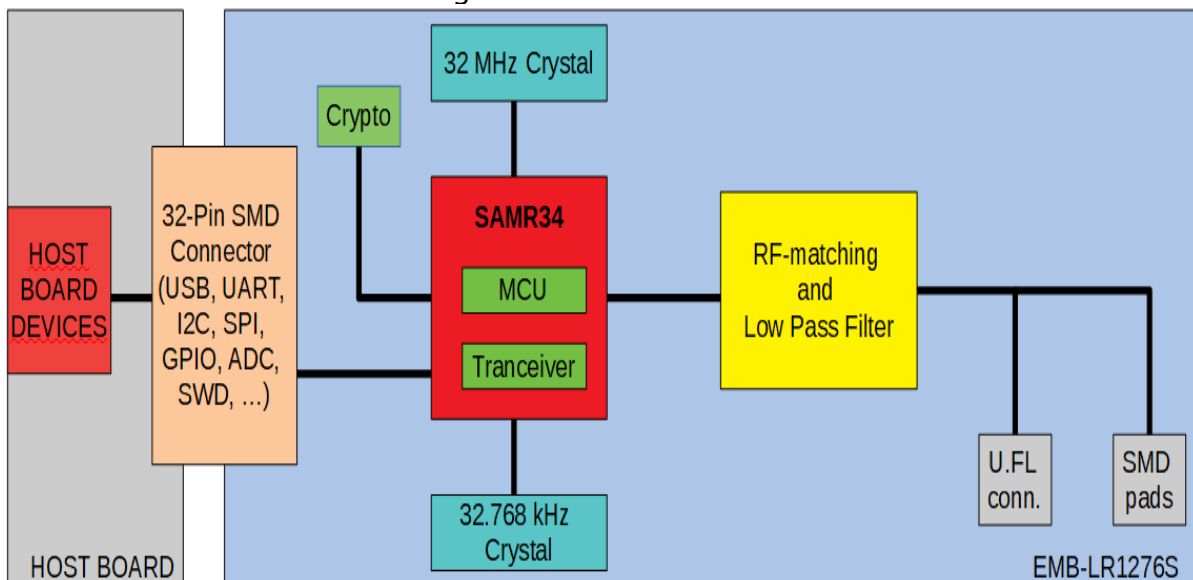 HOST
BOARD
DEVICES
HOST BOARD
32-Pin SMD
Connector
(USB, UART,
I2C, SPI,
GPIO, ADC,
SWD, ...)
Crypto
32 MHz Crystal
SAMR34
MCU
Tranceiver
32.768 kHz
Crystal
RF-matching
and
Low Pass Filter
U.FL
conn.
SMD
pads
EMB-LR1276S